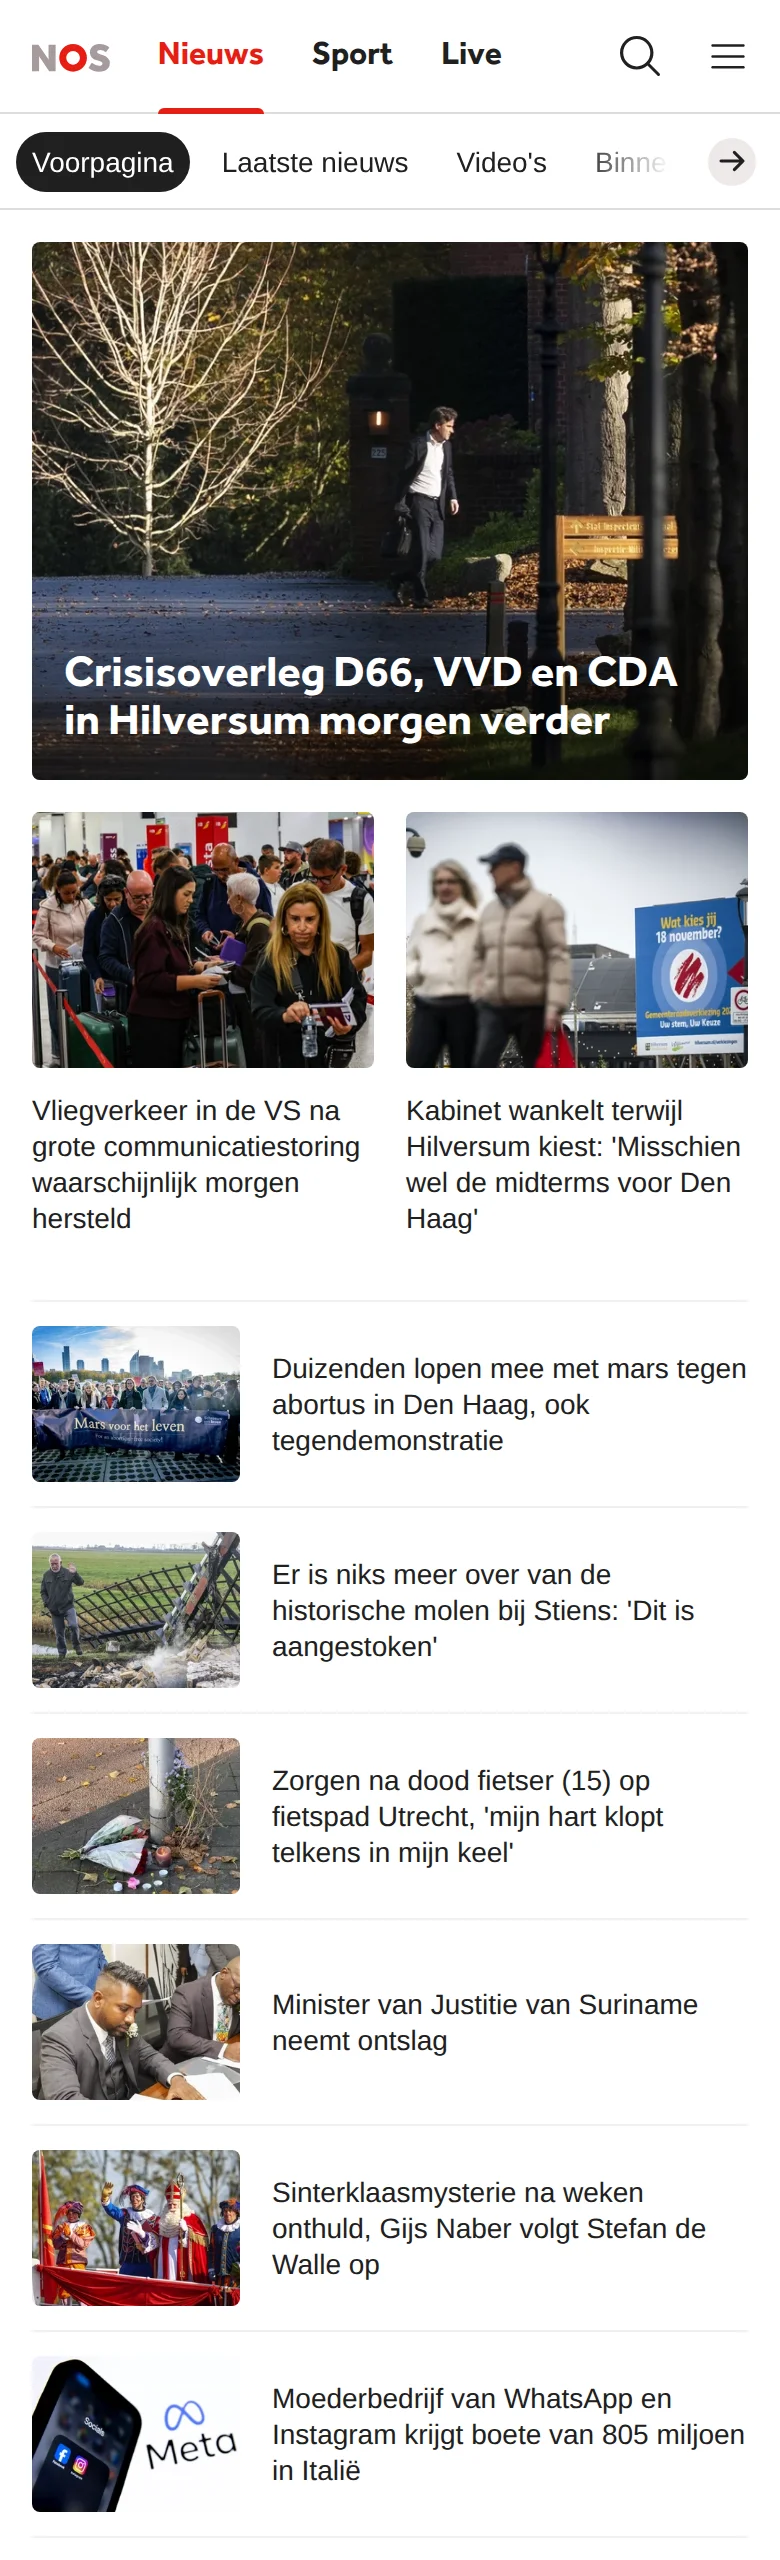 NOS Nieuws Sport Live
Voorpagina Laatste nieuws Video's Binne
Crisisoverleg D66, VVD en CDA
in Hilversum morgen verder
Wat kies jij
18 november?
Uw stem, Uw Keuze
Vliegverkeer in de VS na
grote communicatiestoring
waarschijnlijk morgen
hersteld
Kabinet wankelt terwijl
Hilversum kiest: 'Misschien
wel de midterms voor Den
Haag'
Mars voor het leven
Duizenden lopen mee met mars tegen
abortus in Den Haag, ook
tegendemonstratie
Er is niks meer over van de
historische molen bij Stiens: 'Dit is
aangestoken'
Zorgen na dood fietser (15) op
fietspad Utrecht, 'mijn hart klopt
telkens in mijn keel'
Minister van Justitie van Suriname
neemt ontslag
Sinterklaasmysterie na weken
onthuld, Gijs Naber volgt Stefan de
Walle op
Socials
Meta
Moederbedrijf van WhatsApp en
Instagram krijgt boete van 805 miljoen
in Italië